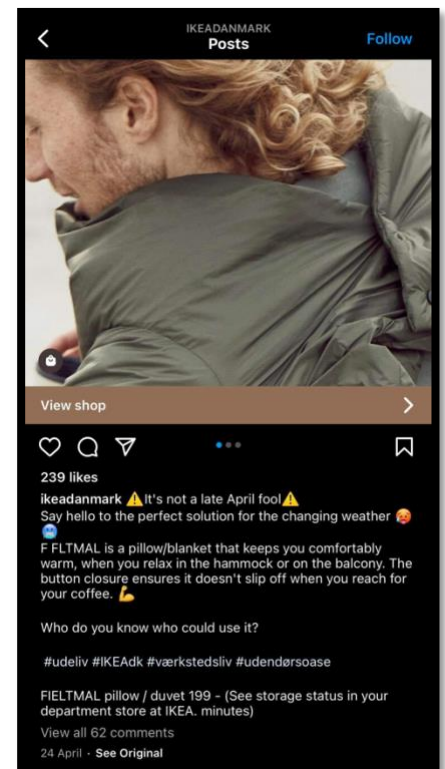 IKEADANMARK
Posts
Follow
View shop
239 likes
ikeadanmark ⚠️It's not a late April fool⚠️
Say hello to the perfect solution for the changing weather 🥵
🥶
F FLTMAL is a pillow/blanket that keeps you comfortably
warm, when you relax in the hammock or on the balcony. The
button closure ensures it doesn't slip off when you reach for
your coffee. 💪
Who do you know who could use it?
#udeliv #IKEAdk #værkstedsliv #udendørsoase
FIELTMAL pillow / duvet 199 - (See storage status in your
department store at IKEA. minutes)
View all 62 comments
24 April · See Original